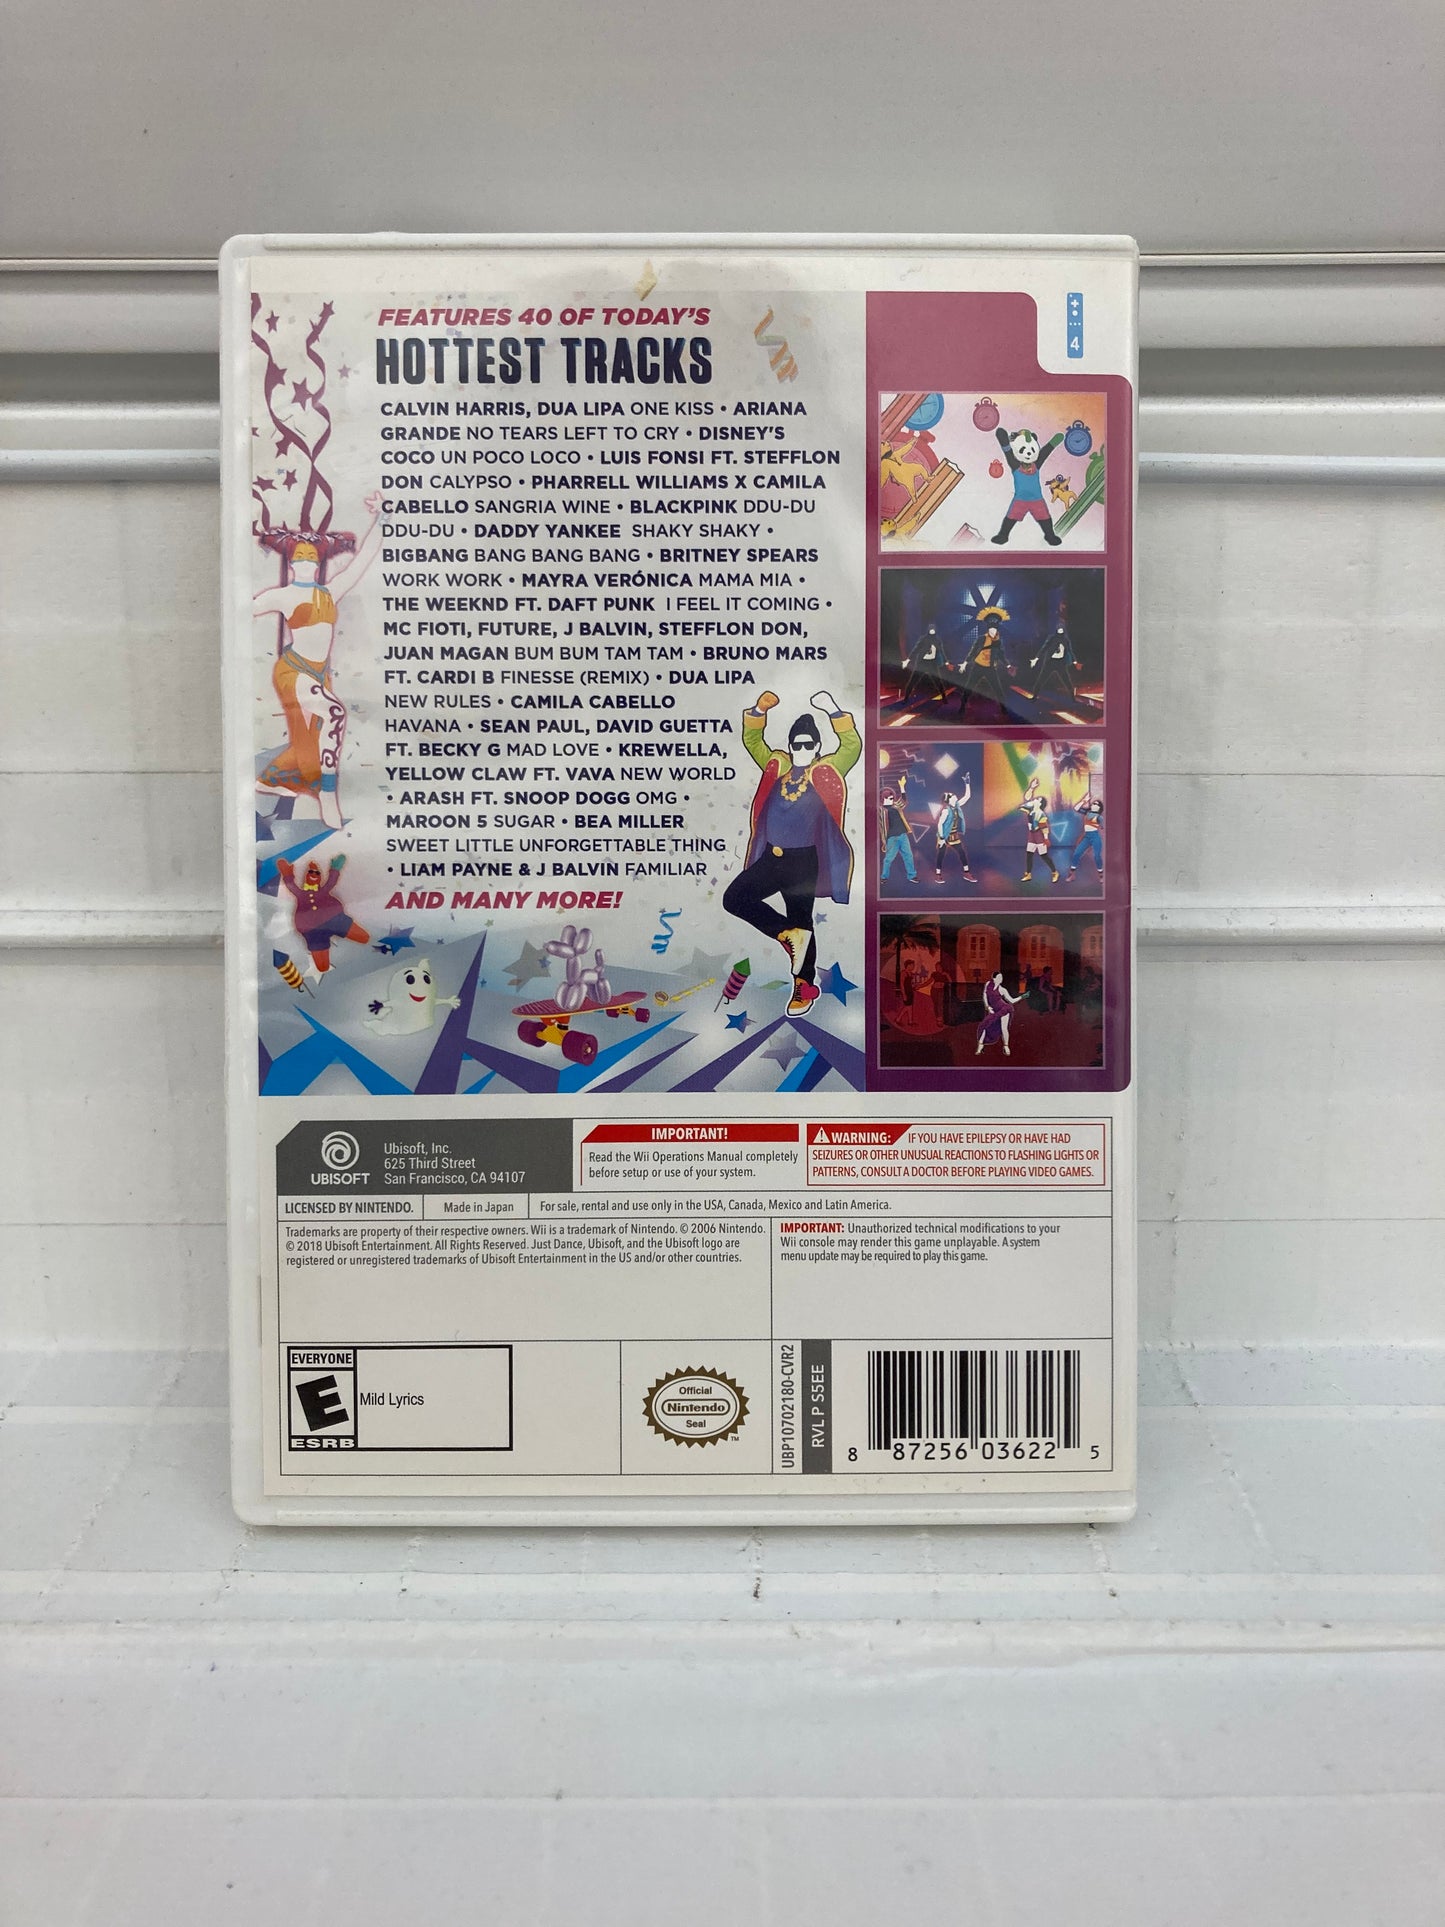 FEATURES 40 OF TODAY'S
HOTTEST TRACKS
CALVIN HARRIS, DUA LIPA ONE KISS • ARIANA
GRANDE NO TEARS LEFT TO CRY • DISNEY'S
COCO UN POCO LOCO • LUIS FONSI FT. STEFFLON
DON CALYPSO • PHARRELL WILLIAMS X CAMILA
CABELLO SANGRIA WINE • BLACKPINK DDU-DU
DDU-DU • DADDY YANKEE SHAKY SHAKY •
BIGBANG BANG BANG BANG • BRITNEY SPEARS
WORK WORK • MAYRA VERÓNICA MAMA MIA •
THE WEEKND FT. DAFT PUNK I FEEL IT COMING •
MC FIOTI, FUTURE, J BALVIN, STEFFLON DON,
JUAN MAGAN BUM BUM TAM TAM • BRUNO MARS
FT. CARDI B FINESSE (REMIX) • DUA LIPA
NEW RULES • CAMILA CABELLO
HAVANA • SEAN PAUL, DAVID GUETTA
FT. BECKY G MAD LOVE • KREWELLA,
YELLOW CLAW FT. VAVA NEW WORLD
• ARASH FT. SNOOP DOGG OMG •
MAROON 5 SUGAR • BEA MILLER
SWEET LITTLE UNFORGETTABLE THING
• LIAM PAYNE & J BALVIN FAMILIAR
AND MANY MORE!
4
UBISOFT
Ubisoft, Inc.
625 Third Street
San Francisco, CA 94107
IMPORTANT!
Read the Wii Operations Manual completely
before setup or use of your system.
WARNING: IF YOU HAVE EPILEPSY OR HAVE HAD
SEIZURES OR OTHER UNUSUAL REACTIONS TO FLASHING LIGHTS OR
PATTERNS, CONSULT A DOCTOR BEFORE PLAYING VIDEO GAMES.
LICENSED BY NINTENDO.
Made in Japan
For sale, rental and use only in the USA, Canada, Mexico and Latin America.
Trademarks are property of their respective owners. Wii is a trademark of Nintendo. © 2006 Nintendo.
© 2018 Ubisoft Entertainment. All Rights Reserved. Just Dance, Ubisoft, and the Ubisoft logo are
registered or unregistered trademarks of Ubisoft Entertainment in the US and/or other countries.
IMPORTANT: Unauthorized technical modifications to your
Wii console may render this game unplayable. A system
menu update may be required to play this game.
EVERYONE
E
ESRB
Mild Lyrics
Official
Nintendo
Seal
TM
UBP10702180-CVR2
RVL P S5EE
8 87256 03622 5